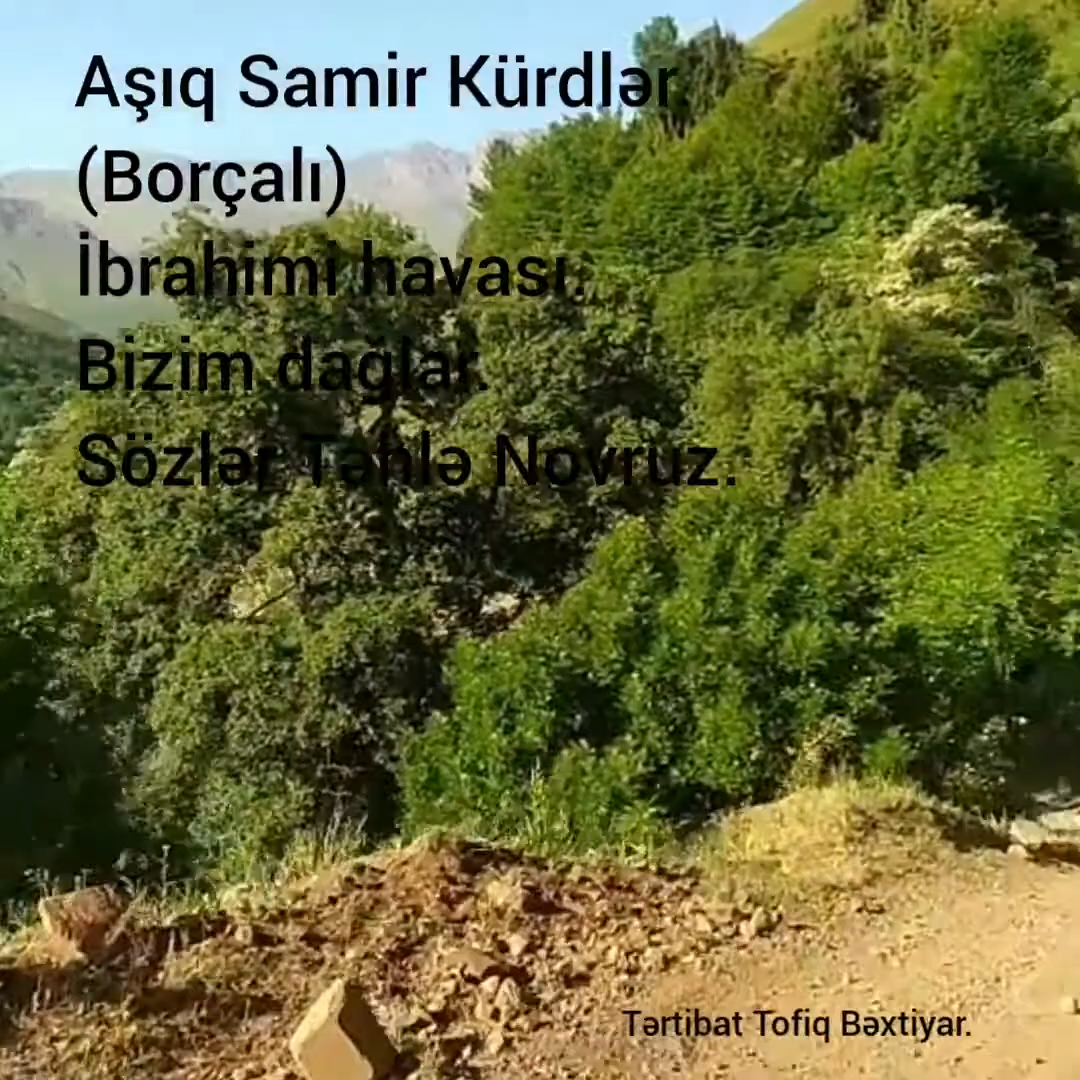 Aşıq Samir Kürdlər.
(Borçalı)
İbrahimi havası.
Bizim dağlar.
Sözlər Təhlə Novruz.
Tərtibat Tofiq Bəxtiyar.